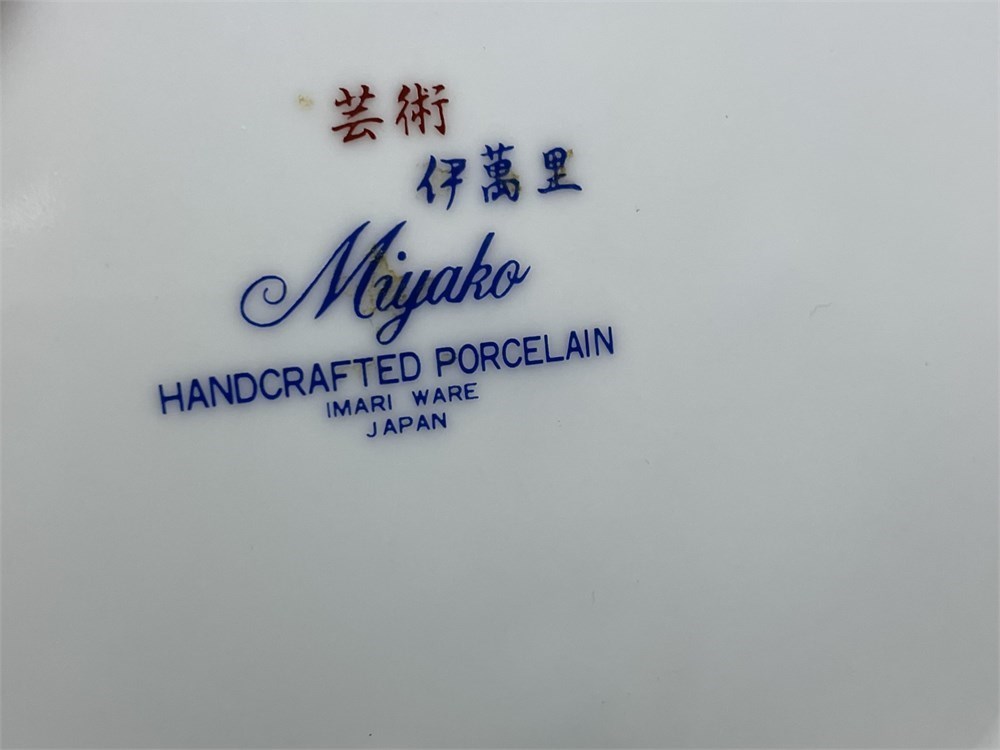 芸術
伊萬里
Miyako
HANDCRAFTED PORCELAIN
IMARI WARE
JAPAN